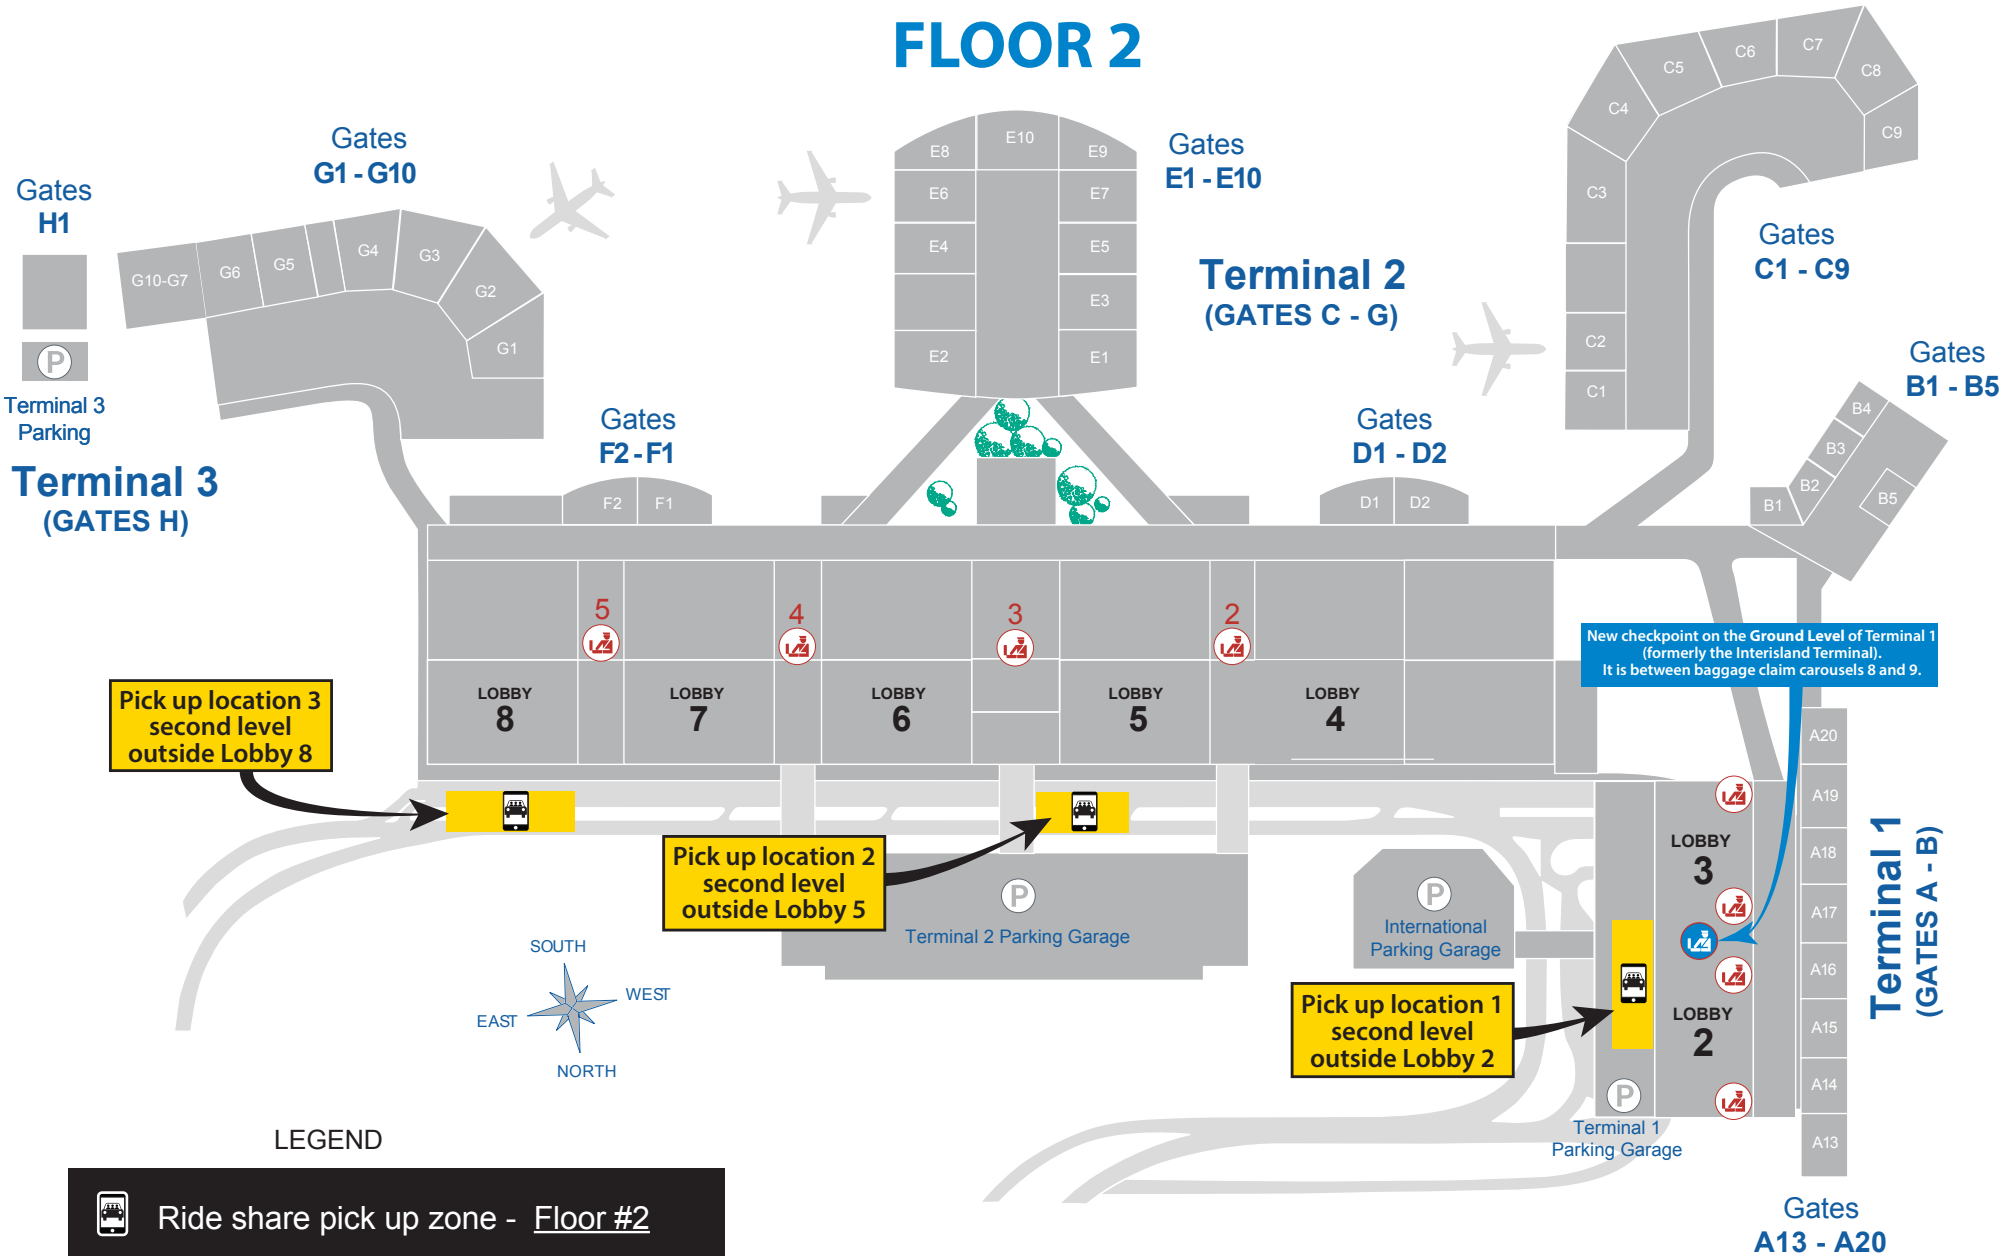 FLOOR 2
Gates
G1 - G10
Gates
H1
Gates
E1 - E10
Gates
C1 - C9
Gates
B1 - B5
Gates
F2 - F1
Gates
D1 - D2
Terminal 2
(GATES C - G)
Terminal 3
Parking
Terminal 3
(GATES H)
P
G10-G7
G6
G5
G4
G3
G2
G1
E8
E10
E9
E6
E7
E4
E5
E3
E2
E1
C4
C5
C6
C7
C8
C9
C3
C2
C1
B4
B3
B2
B1
B5
F2
F1
D1
D2
5
4
3
2
New checkpoint on the Ground Level of Terminal 1
(formerly the Interisland Terminal).
It is between baggage claim carousels 8 and 9.
LOBBY
8
LOBBY
7
LOBBY
6
LOBBY
5
LOBBY
4
Pick up location 3
second level
outside Lobby 8
Pick up location 2
second level
outside Lobby 5
P
Terminal 2 Parking Garage
P
International
Parking Garage
Pick up location 1
second level
outside Lobby 2
LOBBY
3
LOBBY
2
P
Terminal 1
Parking Garage
A20
A19
A18
A17
A16
A15
A14
A13
Terminal 1
(GATES A - B)
Gates
A13 - A20
SOUTH
WEST
EAST
NORTH
LEGEND
Ride share pick up zone - Floor #2